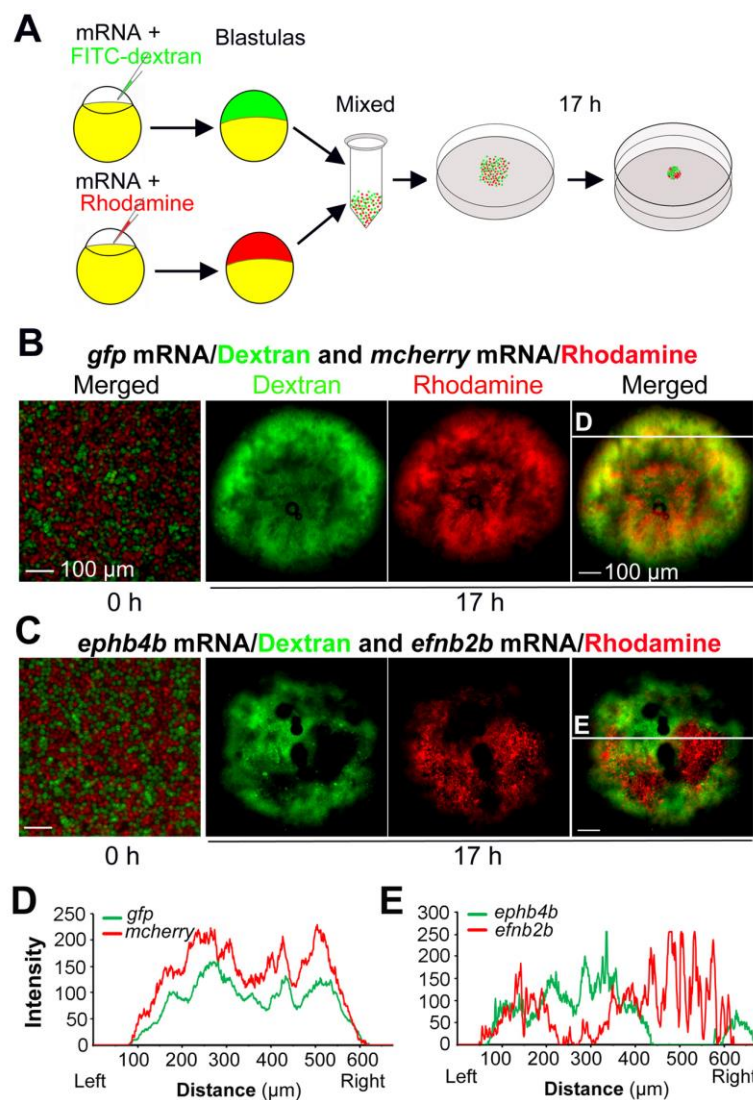 A
mRNA +
FITC-dextran
Blastulas
Mixed
17 h
mRNA +
Rhodamine
B
gfp mRNA/Dextran and mcherry mRNA/Rhodamine
Merged Dextran Rhodamine Merged
D
100 µm
100 µm
0 h 17 h
C
ephb4b mRNA/Dextran and efnb2b mRNA/Rhodamine
E
0 h 17 h
D
gfp
mcherry
Intensity
250
200
150
100
50
0
100 200 300 400 500 600
Left Distance (µm) Right
E
ephb4b
efnb2b
300
250
200
150
100
50
0
100 200 300 400 500 600
Left Distance (µm) Right